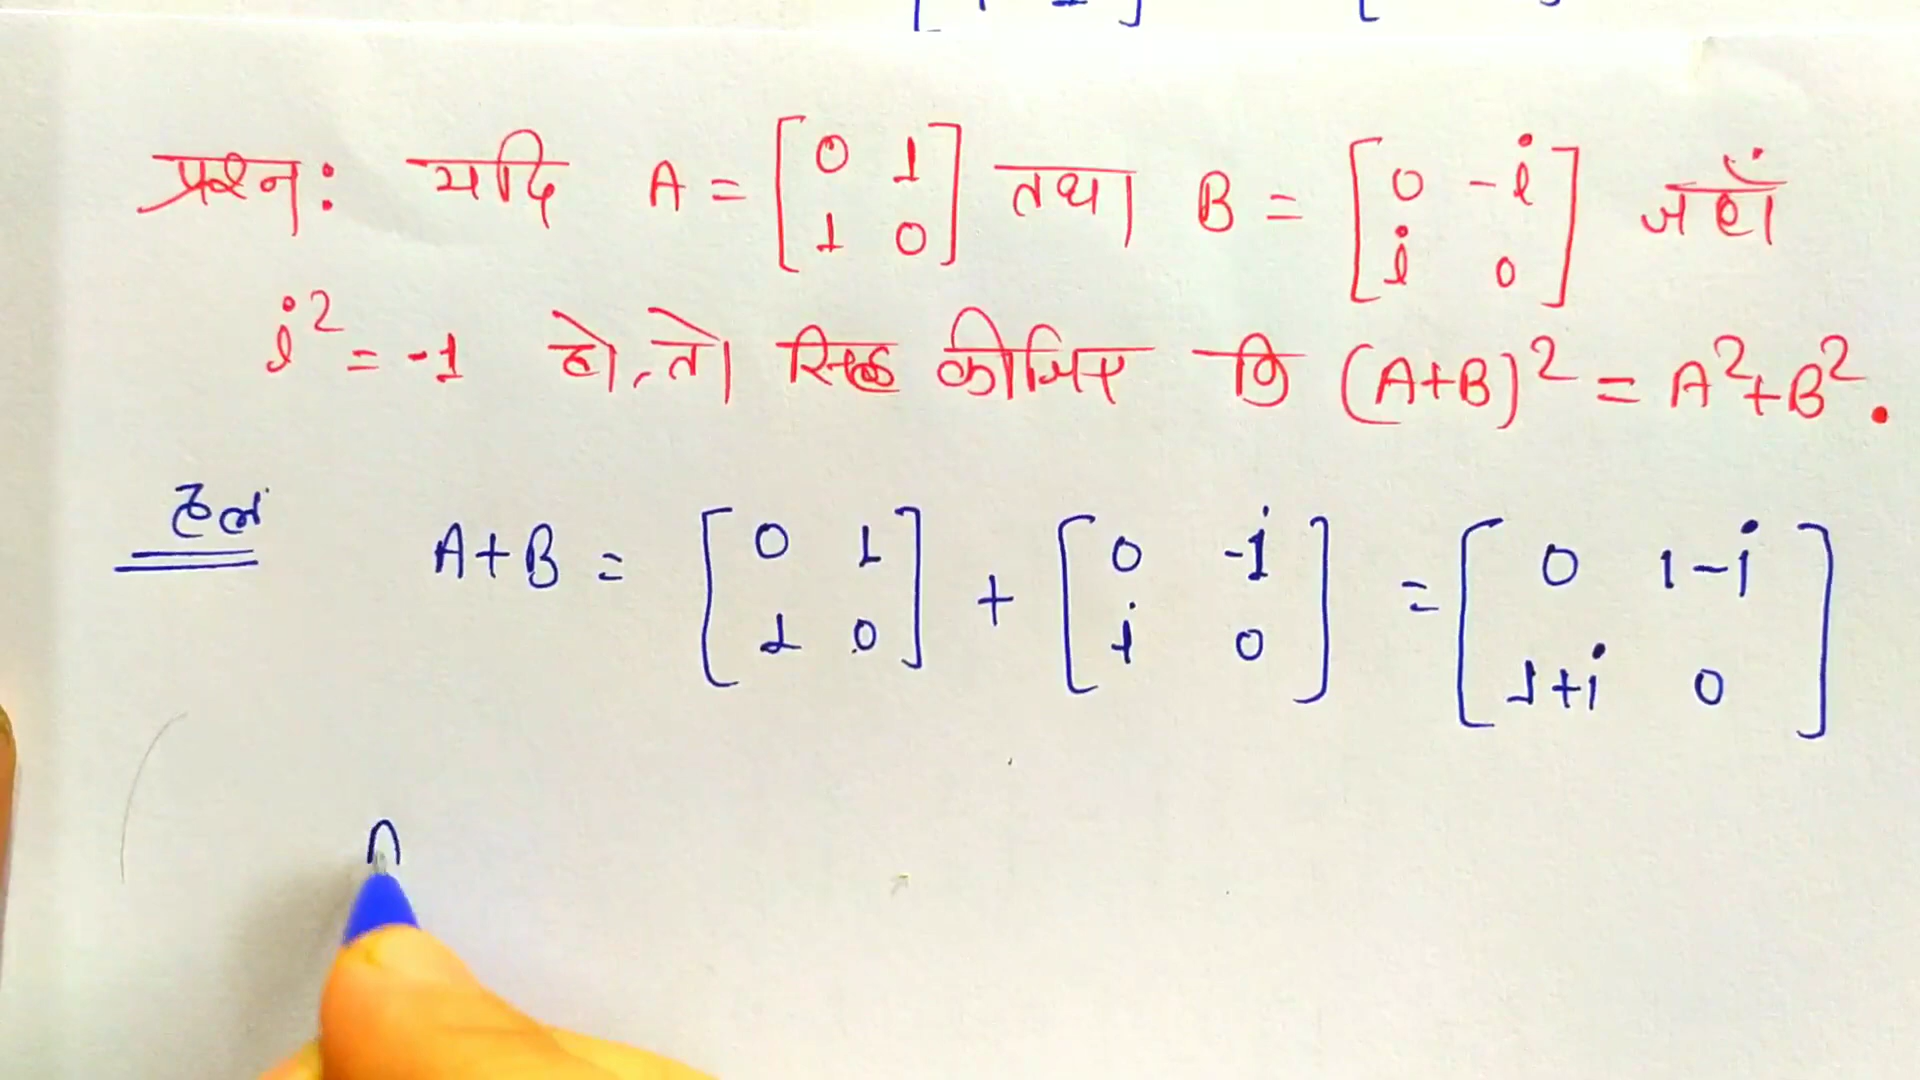 प्रश्न: यदि A = [0 1 1 0] तथा B = [0 -i i 0] जहाँ
i² = -1 हो, तो सिद्ध कीजिए कि (A+B)² = A²+B².
हल A+B = [0 1 1 0] + [0 -i i 0] = [0 1-i 1+i 0]